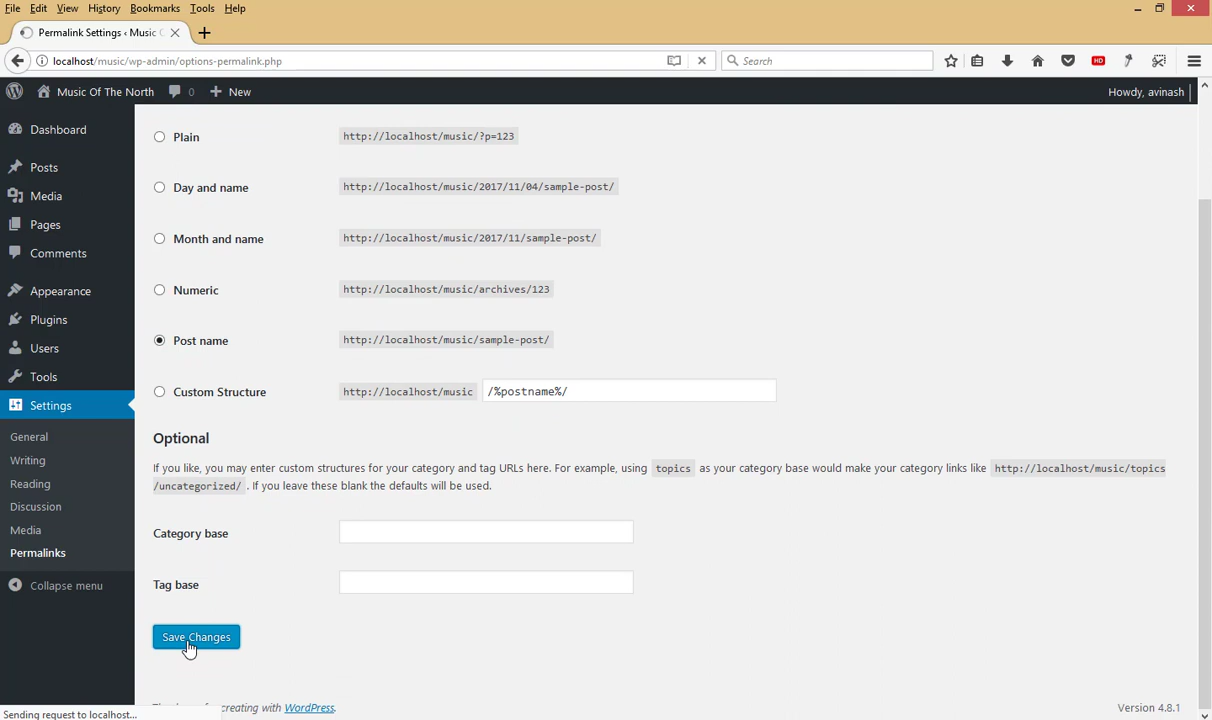 File Edit View History Bookmarks Tools Help
Permalink Settings ‹ Music
localhost/music/wp-admin/options-permalink.php
Search
HD
Music Of The North 0 New
Howdy, avinash
Dashboard
Posts
Media
Pages
Comments
Appearance
Plugins
Users
Tools
Settings
General
Writing
Reading
Discussion
Media
Permalinks
Collapse menu
Plain http://localhost/music/?p=123
Day and name http://localhost/music/2017/11/04/sample-post/
Month and name http://localhost/music/2017/11/sample-post/
Numeric http://localhost/music/archives/123
Post name http://localhost/music/sample-post/
Custom Structure http://localhost/music /%postname%/
Optional
If you like, you may enter custom structures for your category and tag URLs here. For example, using topics as your category base would make your category links like http://localhost/music/topics
/uncategorized/ . If you leave these blank the defaults will be used.
Category base
Tag base
Save Changes
creating with WordPress.
Version 4.8.1
Sending request to localhost...